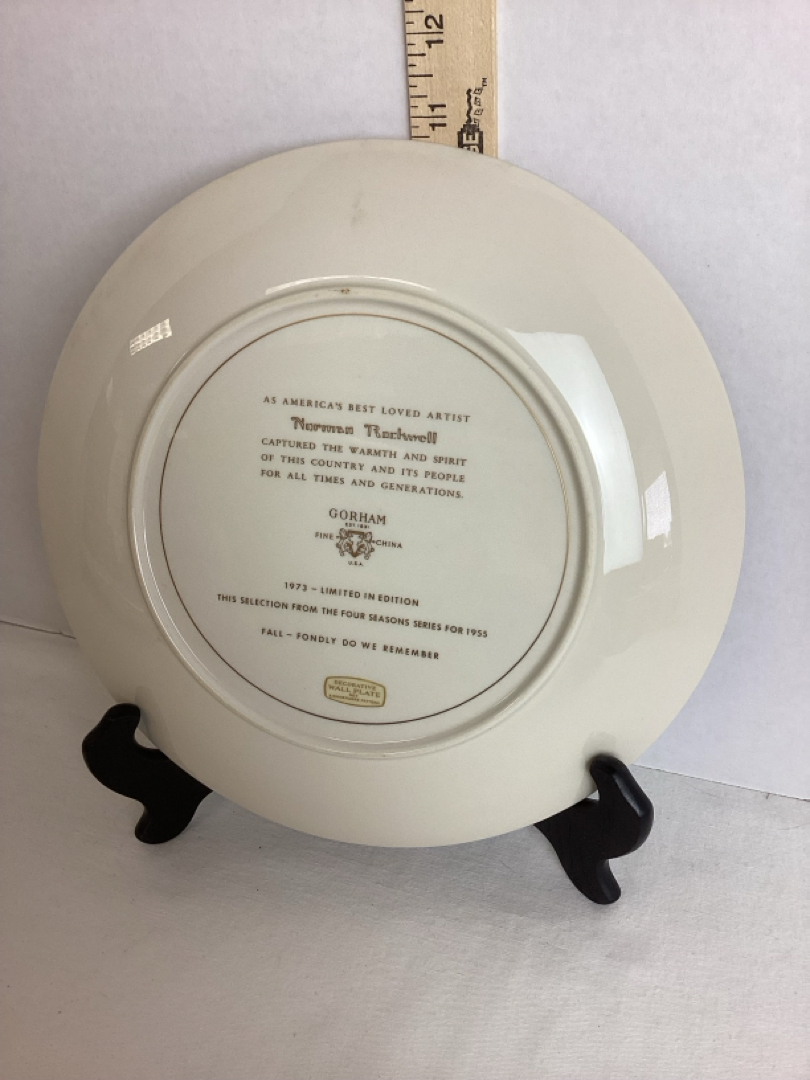 12
11
AS AMERICA'S BEST LOVED ARTIST
Norman Rockwell
CAPTURED THE WARMTH AND SPIRIT
OF THIS COUNTRY AND ITS PEOPLE
FOR ALL TIMES AND GENERATIONS.
GORHAM
EST. 1831
FINE CHINA
U.S.A.
1973 – LIMITED IN EDITION
THIS SELECTION FROM THE FOUR SEASONS SERIES FOR 1955
FALL – FONDLY DO WE REMEMBER
DECORATIVE
WALL PLATE